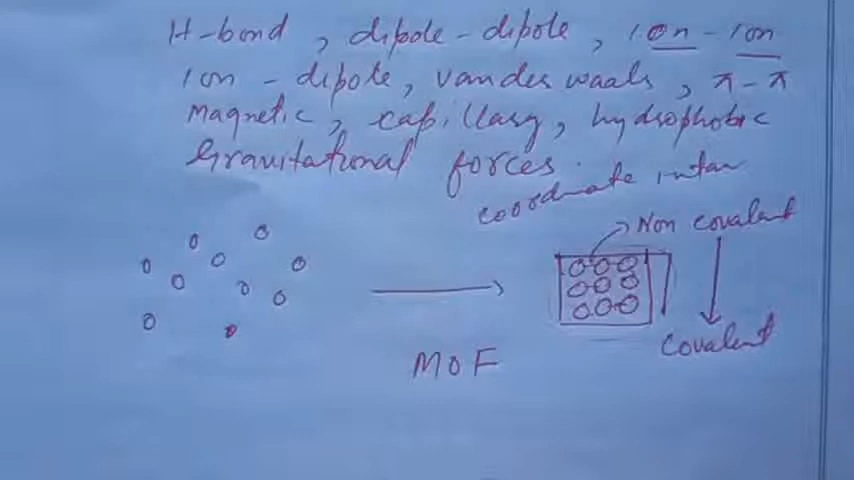 H-bond, dipole-dipole, ion-ion
ion-dipole, vander waals, π-π
magnetic, capillary, hydrophobic
Gravitational forces.
coordinate
Non covalent
Covalent
MOF